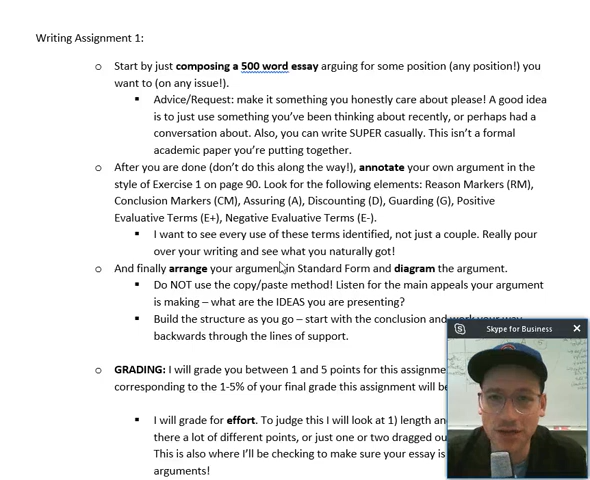 Writing Assignment 1:
o Start by just composing a 500 word essay arguing for some position (any position!) you
want to (on any issue!).
▪ Advice/Request: make it something you honestly care about please! A good idea
is to just use something you've been thinking about recently, or perhaps had a
conversation about. Also, you can write SUPER casually. This isn't a formal
academic paper you're putting together.
o After you are done (don't do this along the way!), annotate your own argument in the
style of Exercise 1 on page 90. Look for the following elements: Reason Markers (RM),
Conclusion Markers (CM), Assuring (A), Discounting (D), Guarding (G), Positive
Evaluative Terms (E+), Negative Evaluative Terms (E-).
▪ I want to see every use of these terms identified, not just a couple. Really pour
over your writing and see what you naturally got!
o And finally arrange your argument in Standard Form and diagram the argument.
▪ Do NOT use the copy/paste method! Listen for the main appeals your argument
is making – what are the IDEAS you are presenting?
▪ Build the structure as you go – start with the conclusion and work your way
backwards through the lines of support.
Skype for Business
o GRADING: I will grade you between 1 and 5 points for this assignme
corresponding to the 1-5% of your final grade this assignment will be
▪ I will grade for effort. To judge this I will look at 1) length an
there a lot of different points, or just one or two dragged ou
This is also where I'll be checking to make sure your essay is
arguments!